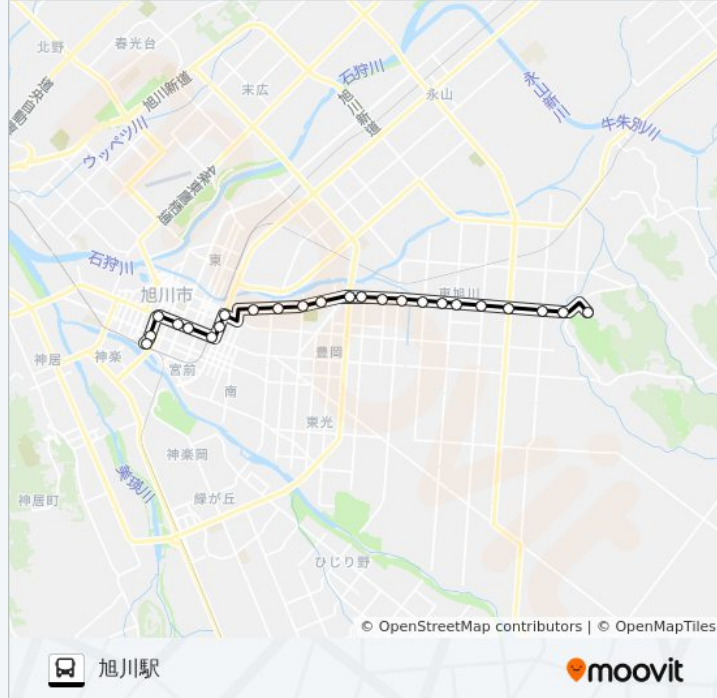 北野
春光台
石狩川
末広
旭川新道
旭川新道
永山
永山新川
牛朱別川
ウッペツ川
石狩川
東
旭川市
東旭川
神居
神楽
宮前
豊岡
南
東光
神楽岡
美瑛川
神居町
緑が丘
ひじり野
© OpenStreetMap contributors | © OpenMapTiles
旭川駅
moovit